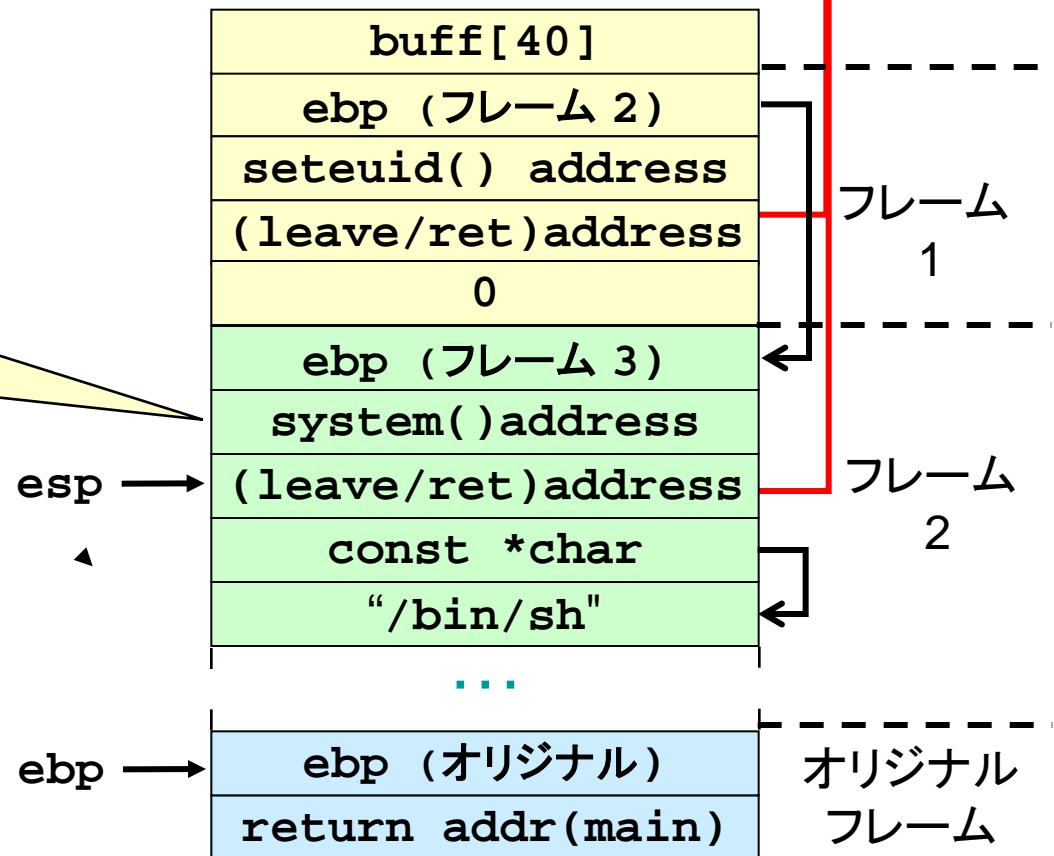 buff[40]
ebp (フレーム 2)
seteuid() address
(leave/ret)address
フレーム
1
0
ebp (フレーム 3)
system()address
esp
(leave/ret)address
フレーム
2
const *char
“/bin/sh"
...
ebp
ebp (オリジナル)
オリジナル
フレーム
return addr(main)